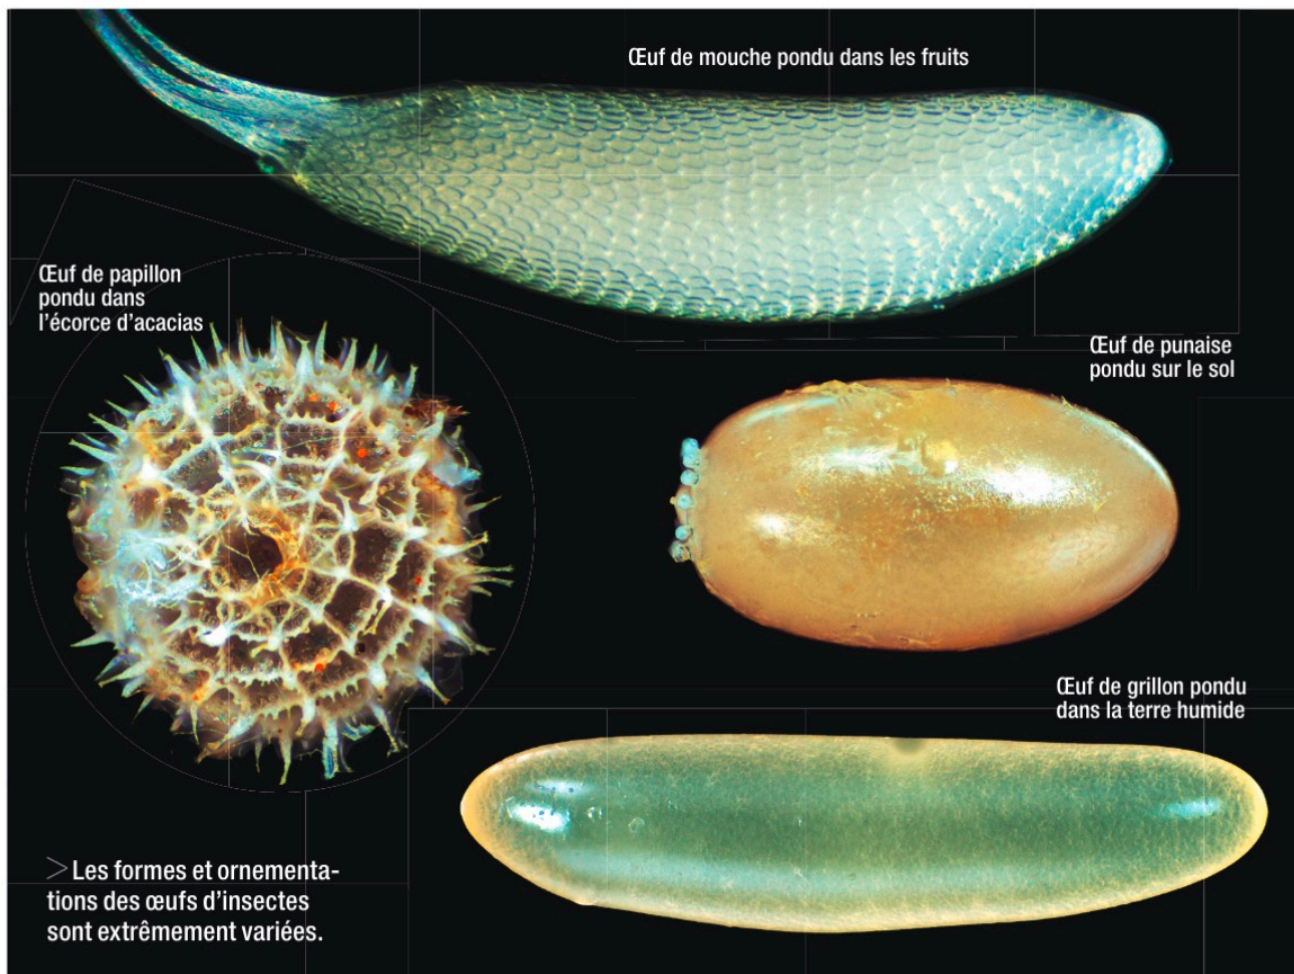 Œuf de mouche pondu dans les fruits
Œuf de papillon
pondu dans
l’écorce d’acacias
Œuf de punaise
pondu sur le sol
Œuf de grillon pondu
dans la terre humide
> Les formes et ornementa-
tions des œufs d’insectes
sont extrêmement variées.